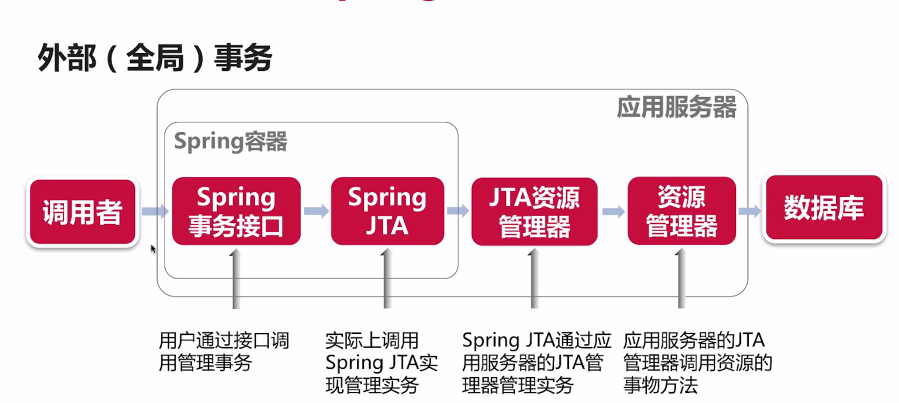 外部（全局）事务
应用服务器
Spring容器
调用者
Spring
事务接口
Spring
JTA
JTA资源
管理器
资源
管理器
数据库
用户通过接口调
用管理事务
实际上调用
Spring JTA实
现管理实务
Spring JTA通过应
用服务器的JTA管
理器管理实务
应用服务器的JTA
管理器调用资源的
事物方法